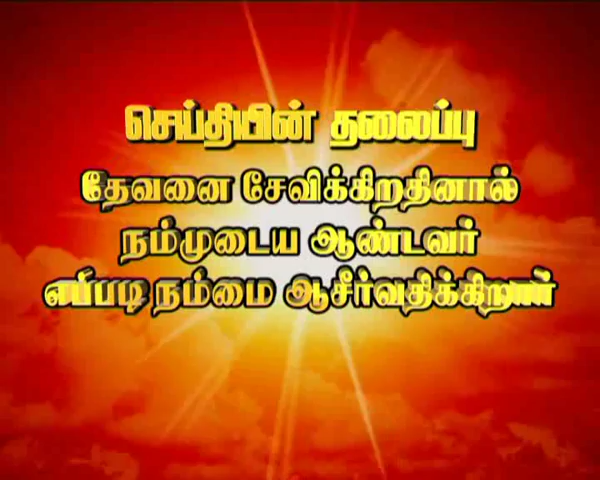 செய்தியின் தலைப்பு
தேவனை சேவிக்கிறதினால்
நம்முடைய ஆண்டவர்
எப்படி நம்மை ஆசீர்வதிக்கிறார்